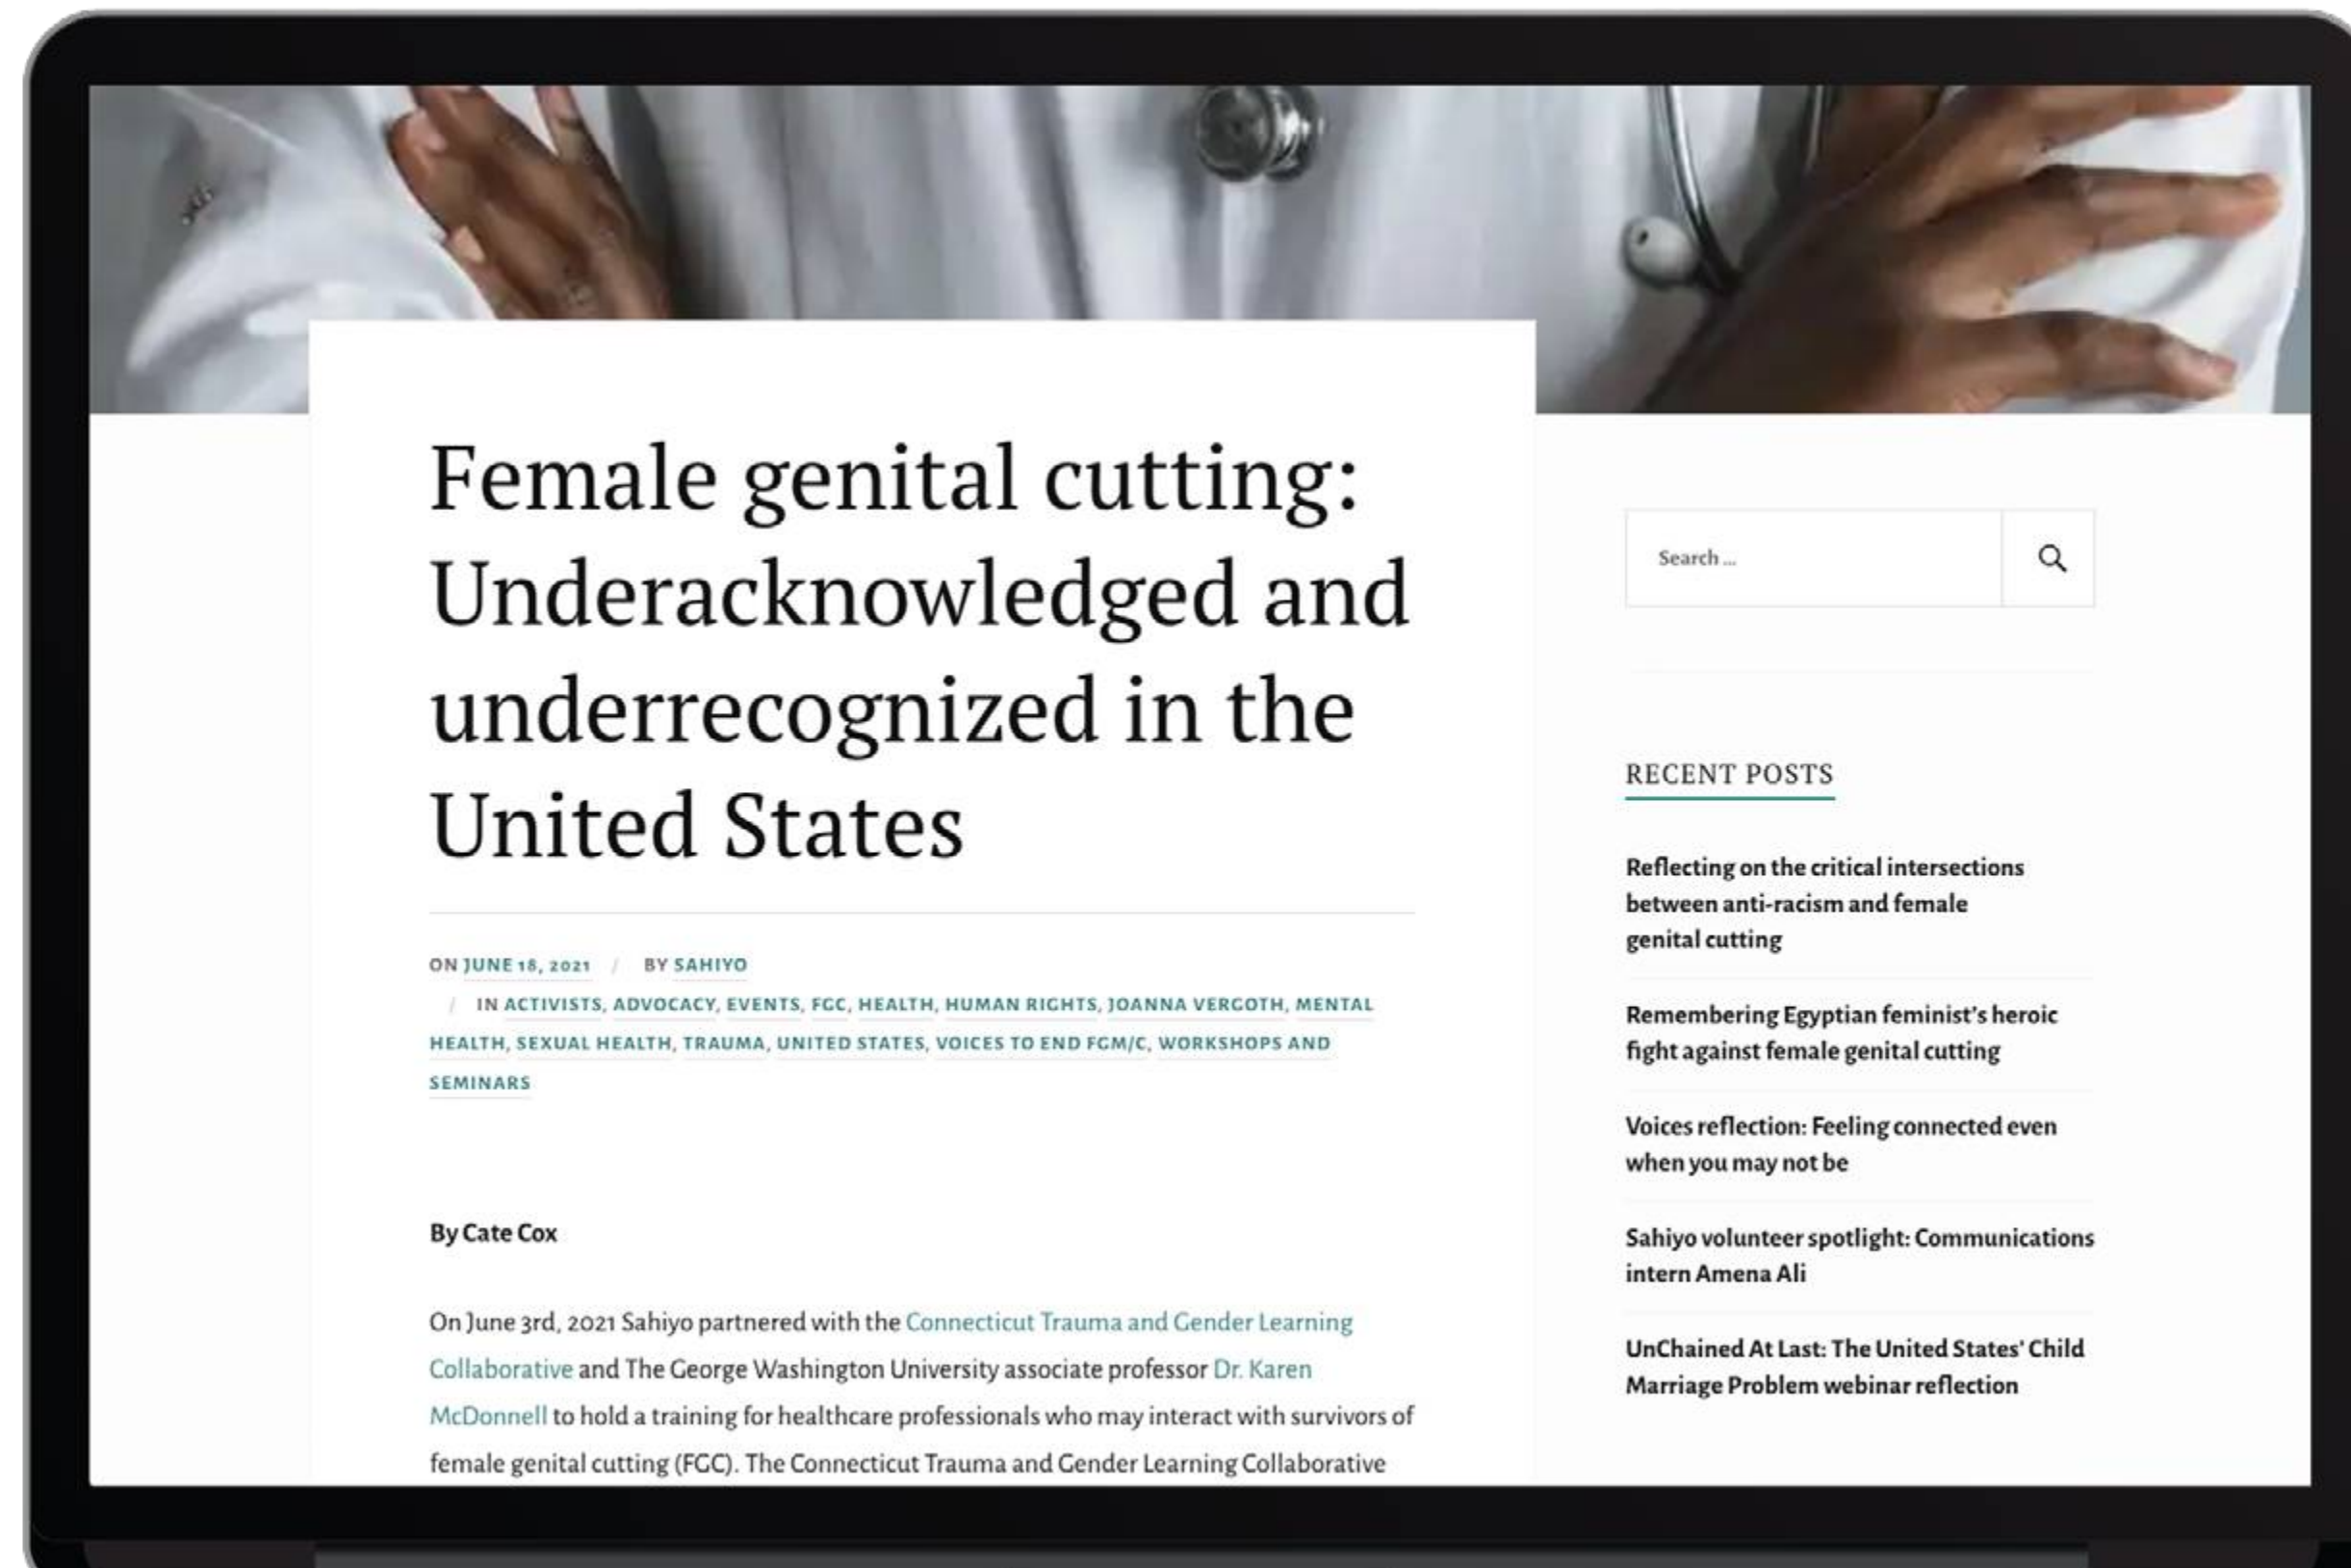 Female genital cutting:
Underacknowledged and
underrecognized in the
United States
ON JUNE 18, 2021 / BY SAHIYO
/ IN ACTIVISTS, ADVOCACY, EVENTS, FGC, HEALTH, HUMAN RIGHTS, JOANNA VERGOTH, MENTAL
HEALTH, SEXUAL HEALTH, TRAUMA, UNITED STATES, VOICES TO END FGM/C, WORKSHOPS AND
SEMINARS
By Cate Cox
On June 3rd, 2021 Sahiyo partnered with the Connecticut Trauma and Gender Learning
Collaborative and The George Washington University associate professor Dr. Karen
McDonnell to hold a training for healthcare professionals who may interact with survivors of
female genital cutting (FGC). The Connecticut Trauma and Gender Learning Collaborative
Search ...
RECENT POSTS
Reflecting on the critical intersections
between anti-racism and female
genital cutting
Remembering Egyptian feminist's heroic
fight against female genital cutting
Voices reflection: Feeling connected even
when you may not be
Sahiyo volunteer spotlight: Communications
intern Amena Ali
UnChained At Last: The United States' Child
Marriage Problem webinar reflection